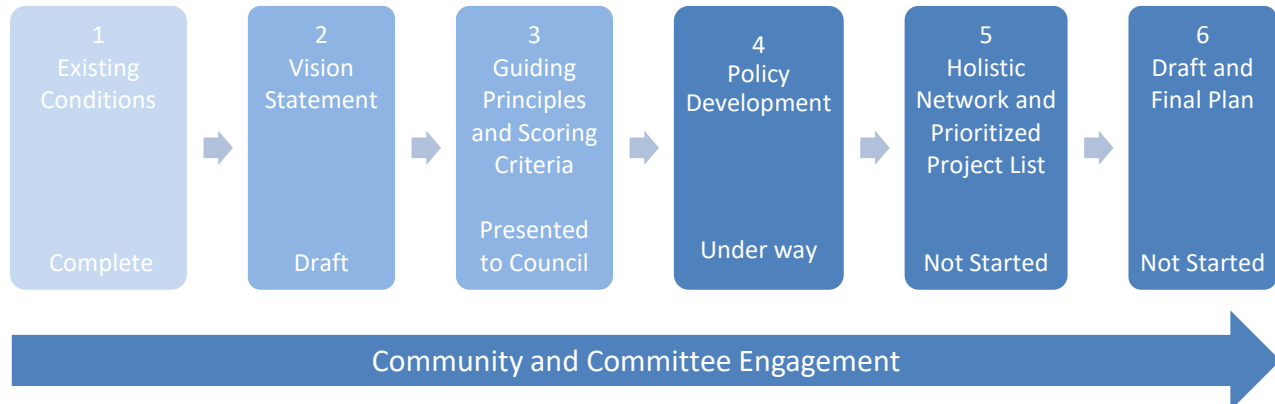 1
Existing
Conditions
Complete
2
Vision
Statement
Draft
3
Guiding
Principles
and Scoring
Criteria
Presented
to Council
4
Policy
Development
Under way
5
Holistic
Network and
Prioritized
Project List
Not Started
6
Draft and
Final Plan
Not Started
Community and Committee Engagement